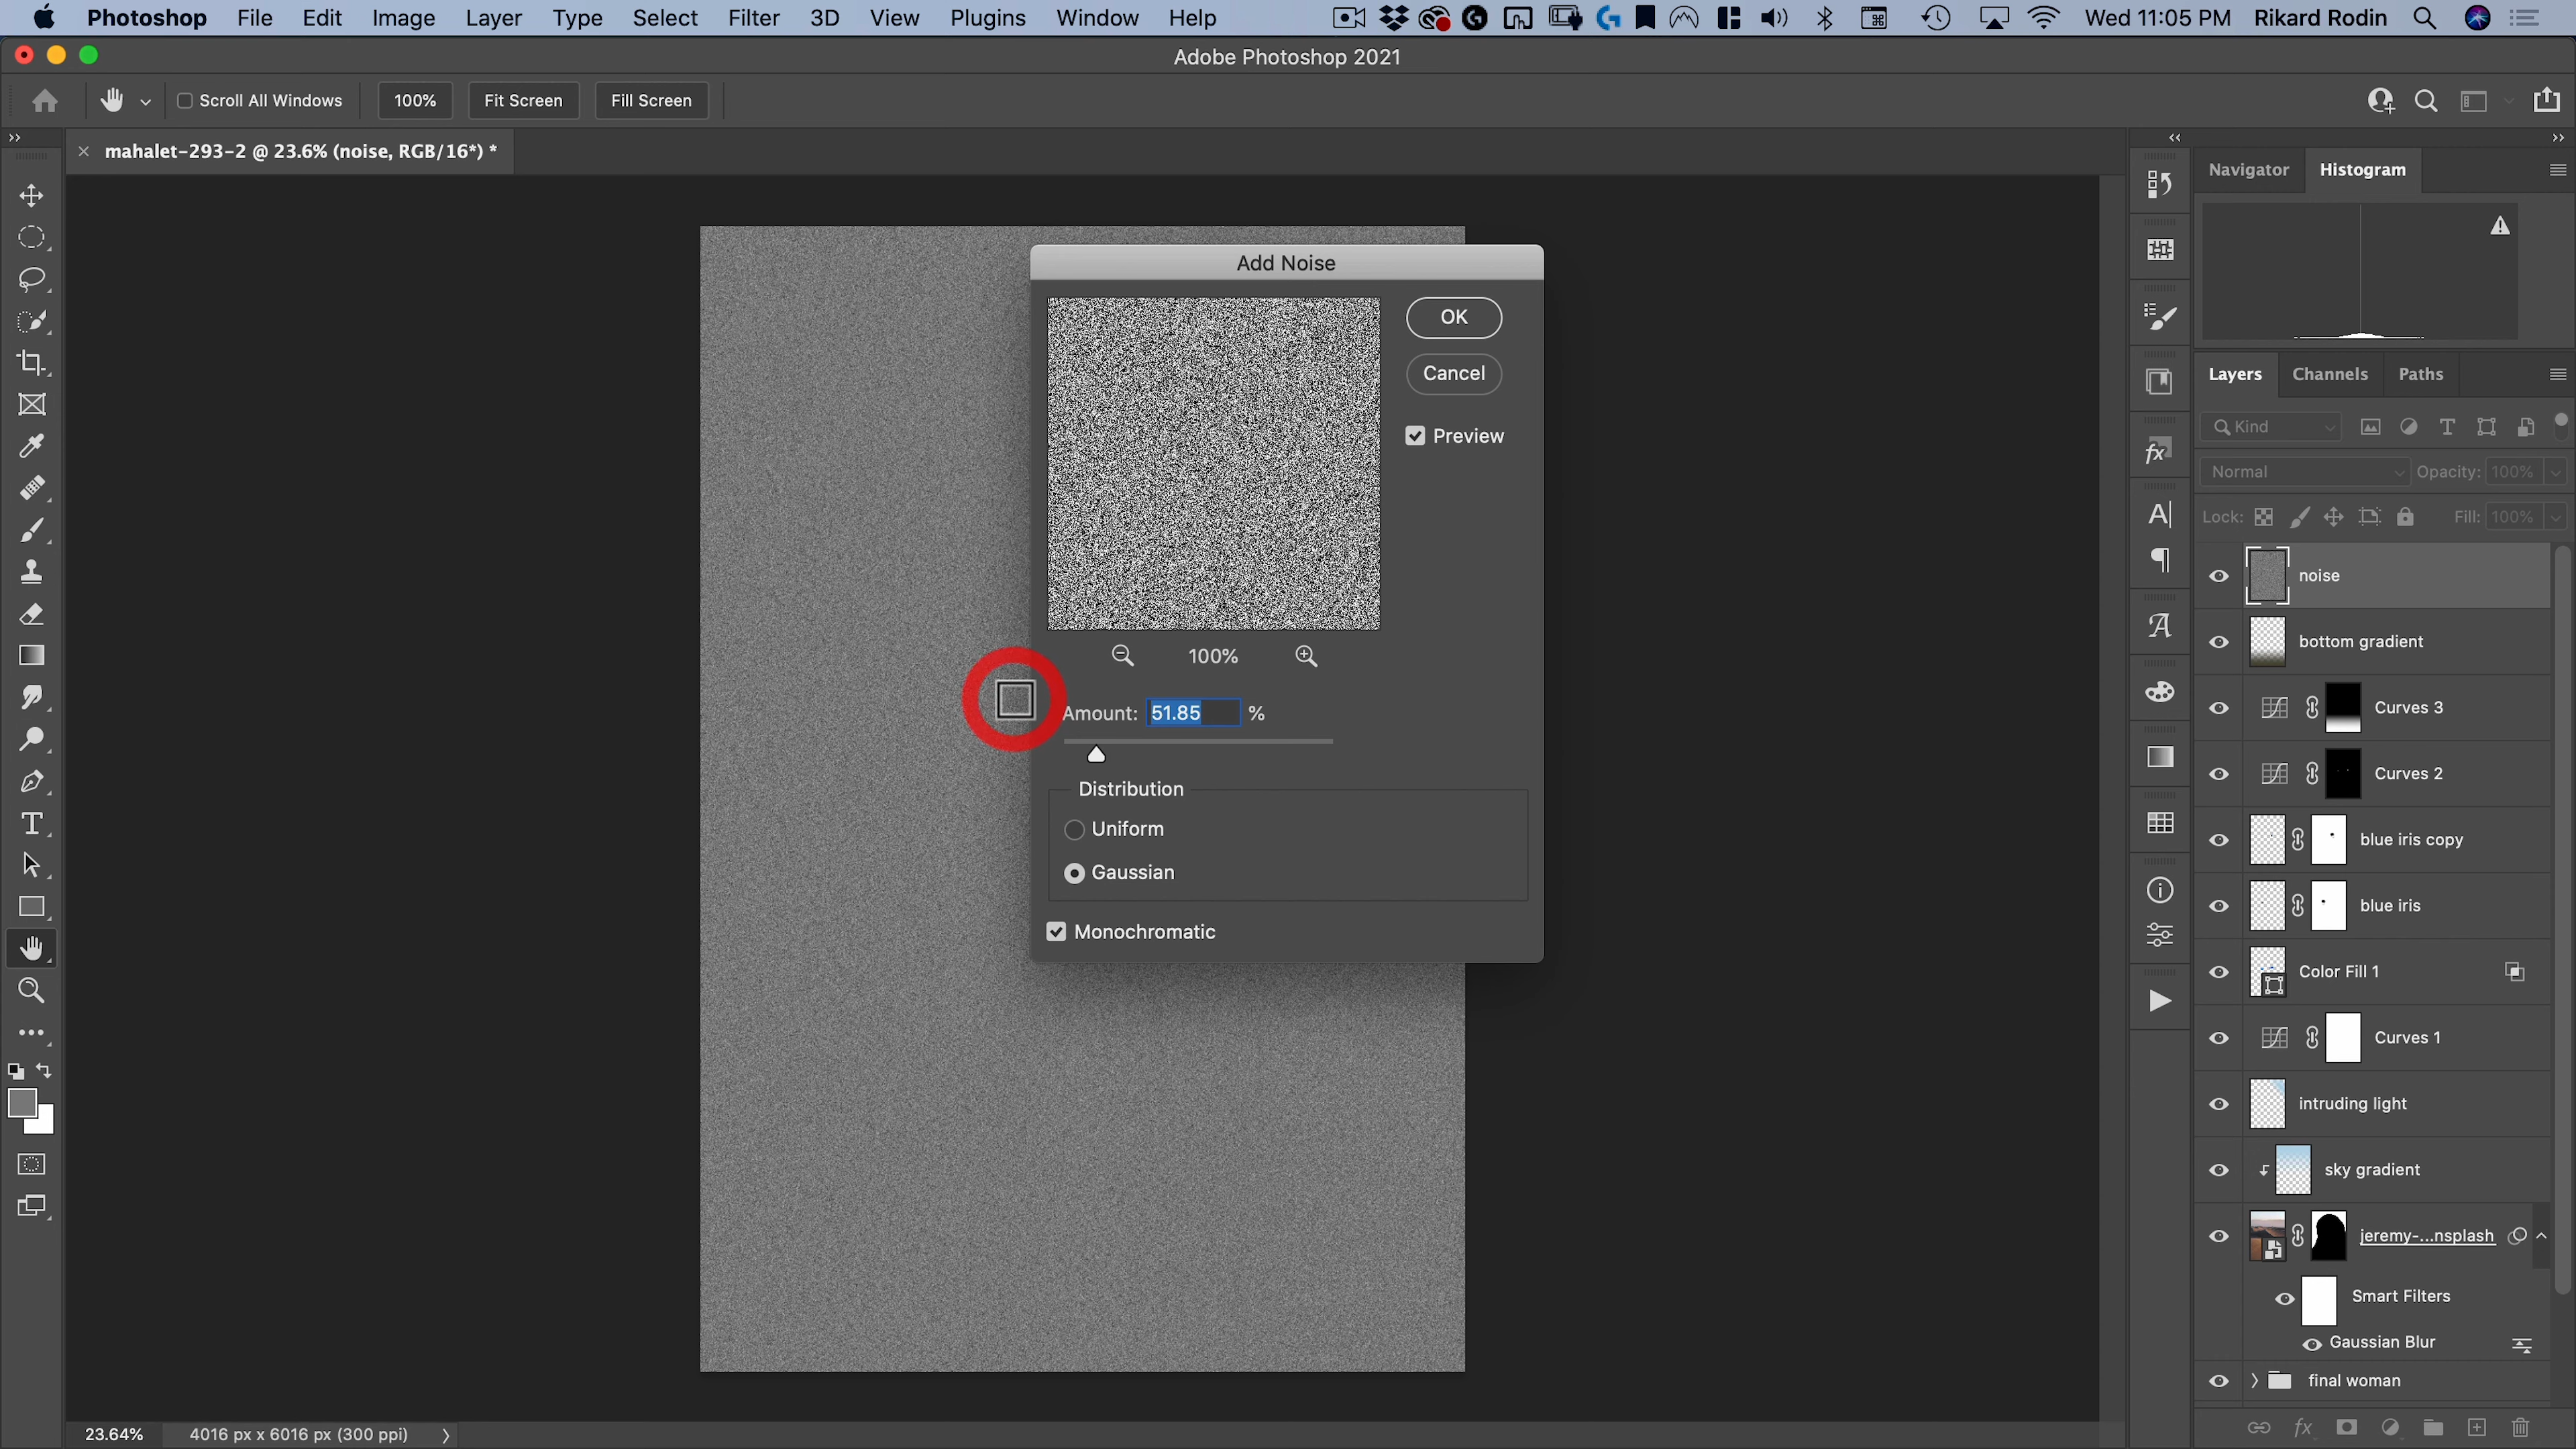 Photoshop File Edit Image Layer Type Select Filter 3D View Plugins Window Help Wed 11:05 PM Rikard Rodin
Adobe Photoshop 2021
Scroll All Windows 100% Fit Screen Fill Screen
mahalet-293-2 @ 23.6% (noise, RGB/16*) *
Navigator Histogram
Add Noise
OK
Cancel
Preview
100%
Amount: 51.85 %
Distribution
Uniform
Gaussian
Monochromatic
Layers Channels Paths
Kind
Normal Opacity: 100%
Lock: Fill: 100%
noise
bottom gradient
Curves 3
Curves 2
blue iris copy
blue iris
Color Fill 1
Curves 1
intruding light
sky gradient
jeremy-...nsplash
Smart Filters
Gaussian Blur
final woman
23.64% 4016 px x 6016 px (300 ppi)